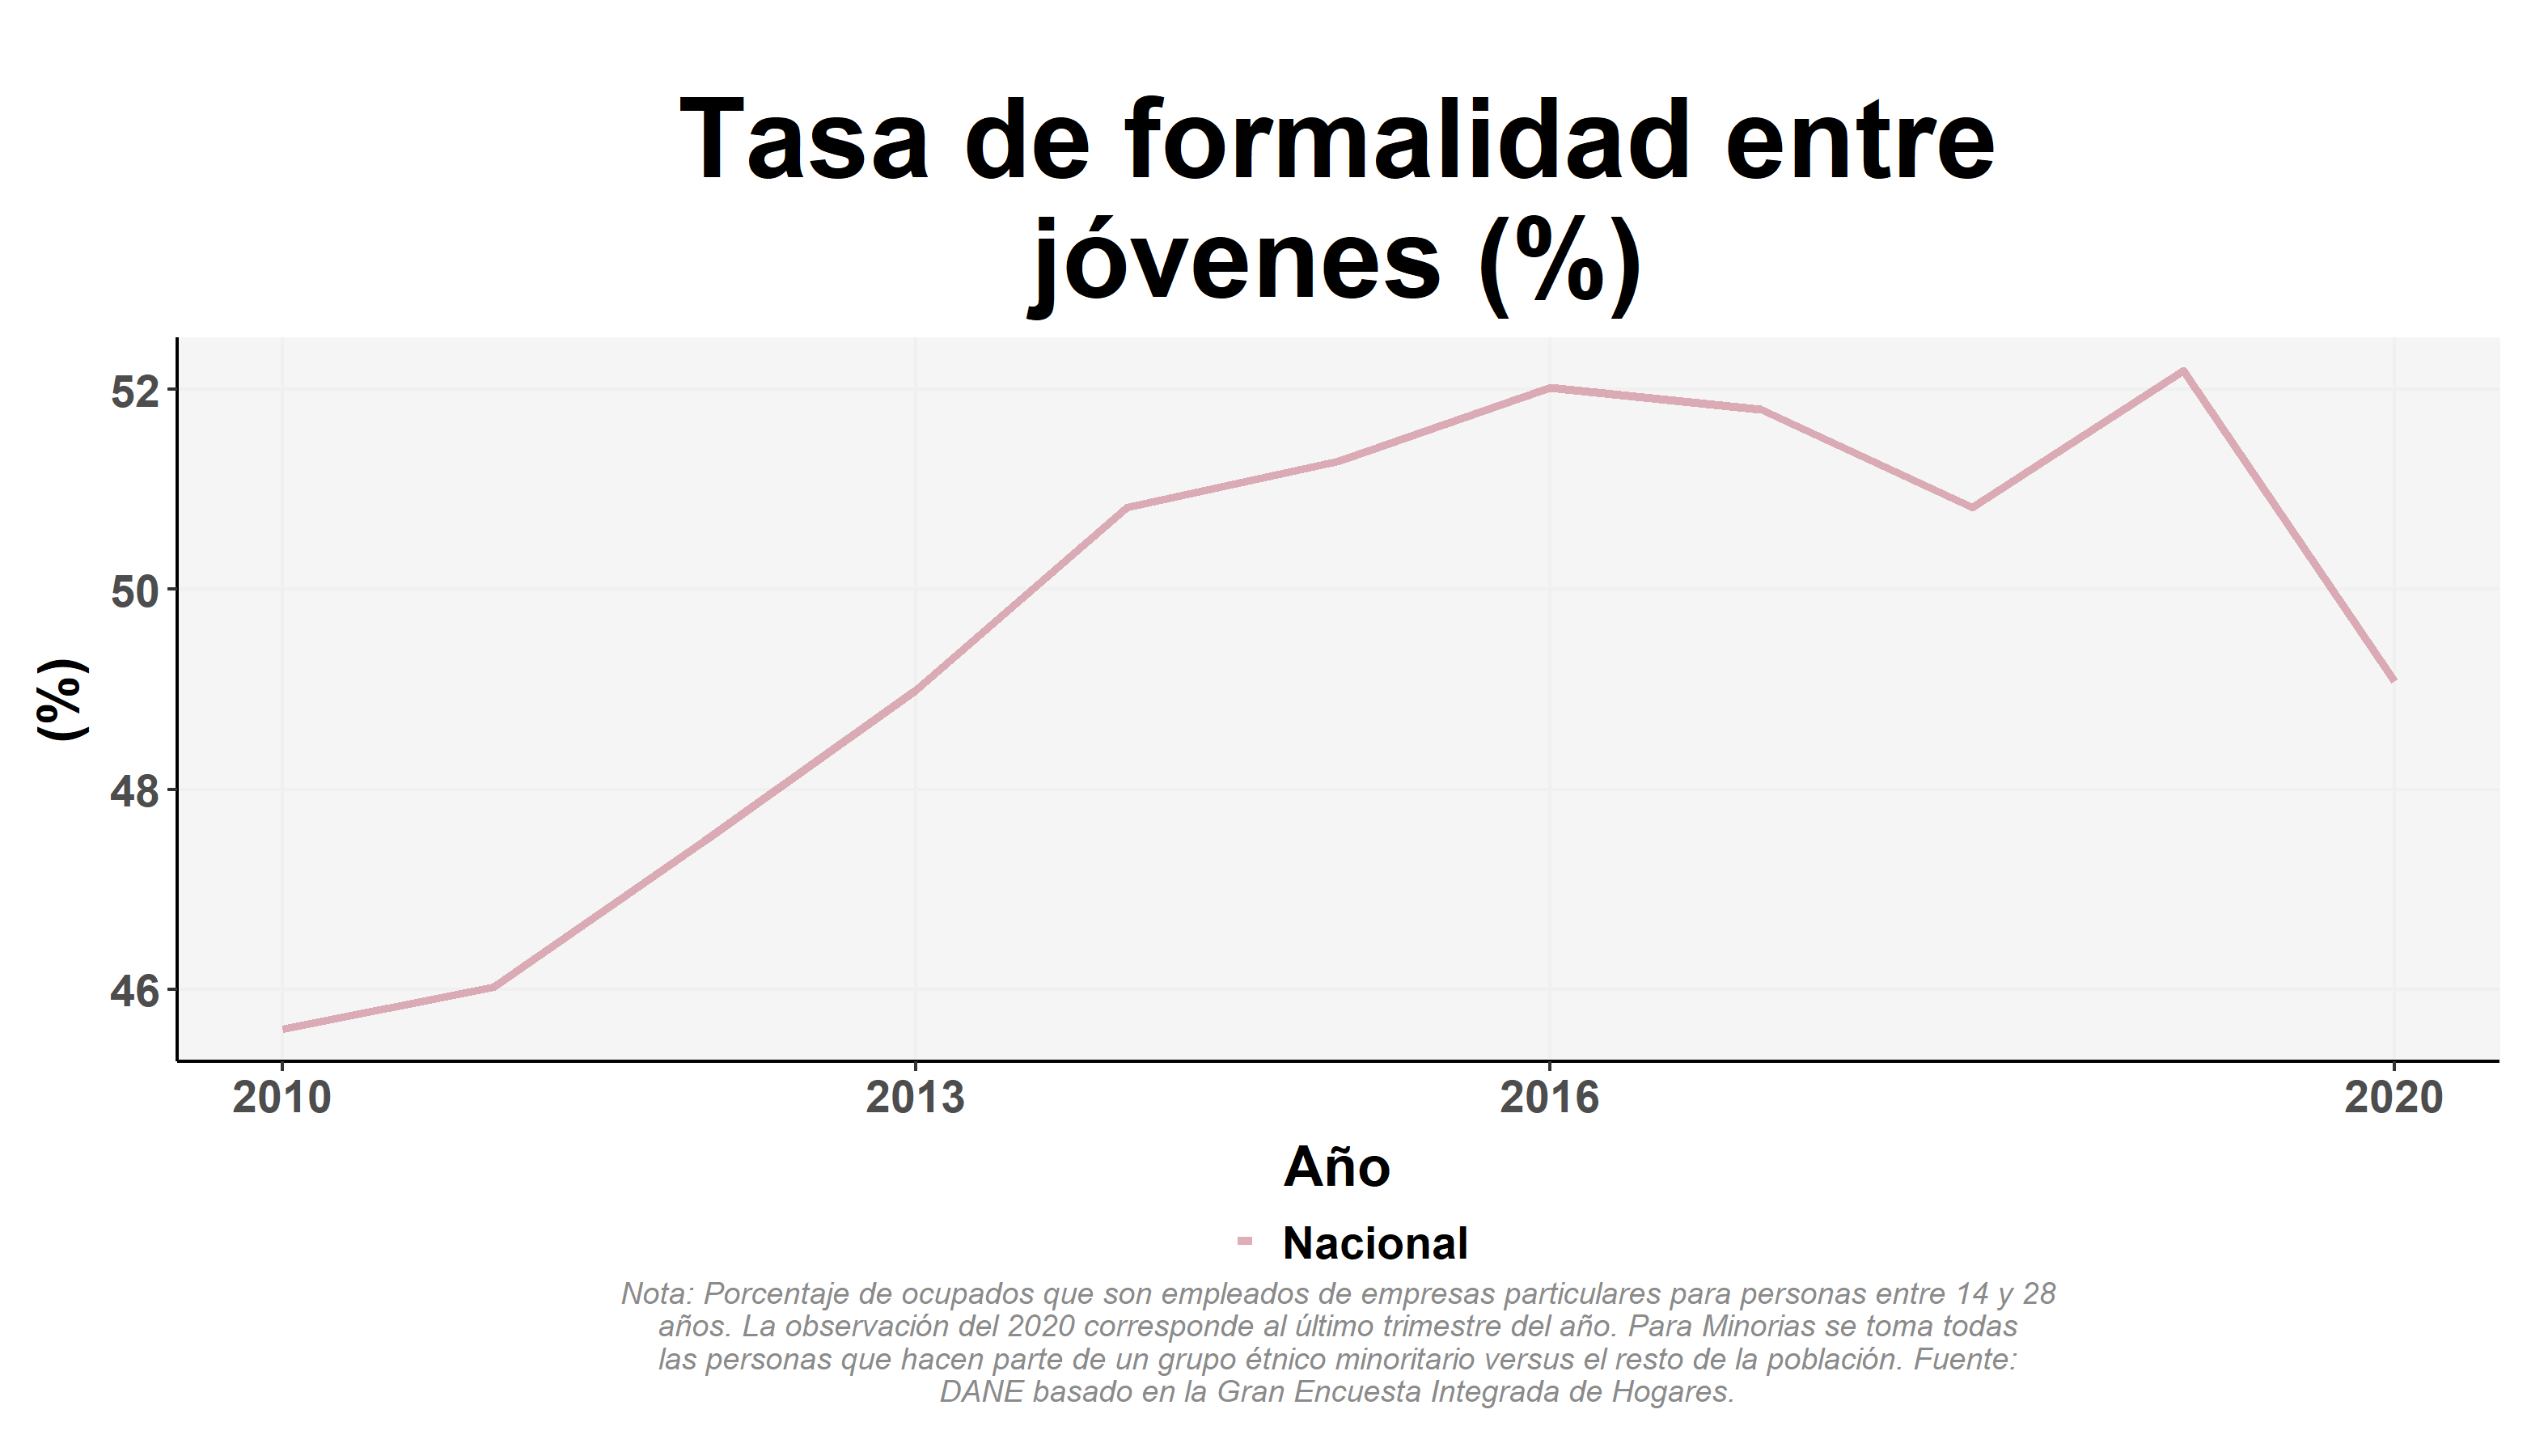 Tasa de formalidad entre
jóvenes (%)
52
50
48
46
(%)
2010
2013
2016
2020
Año
Nacional
Nota: Porcentaje de ocupados que son empleados de empresas particulares para personas entre 14 y 28
años. La observación del 2020 corresponde al último trimestre del año. Para Minorias se toma todas
las personas que hacen parte de un grupo étnico minoritario versus el resto de la población. Fuente:
DANE basado en la Gran Encuesta Integrada de Hogares.